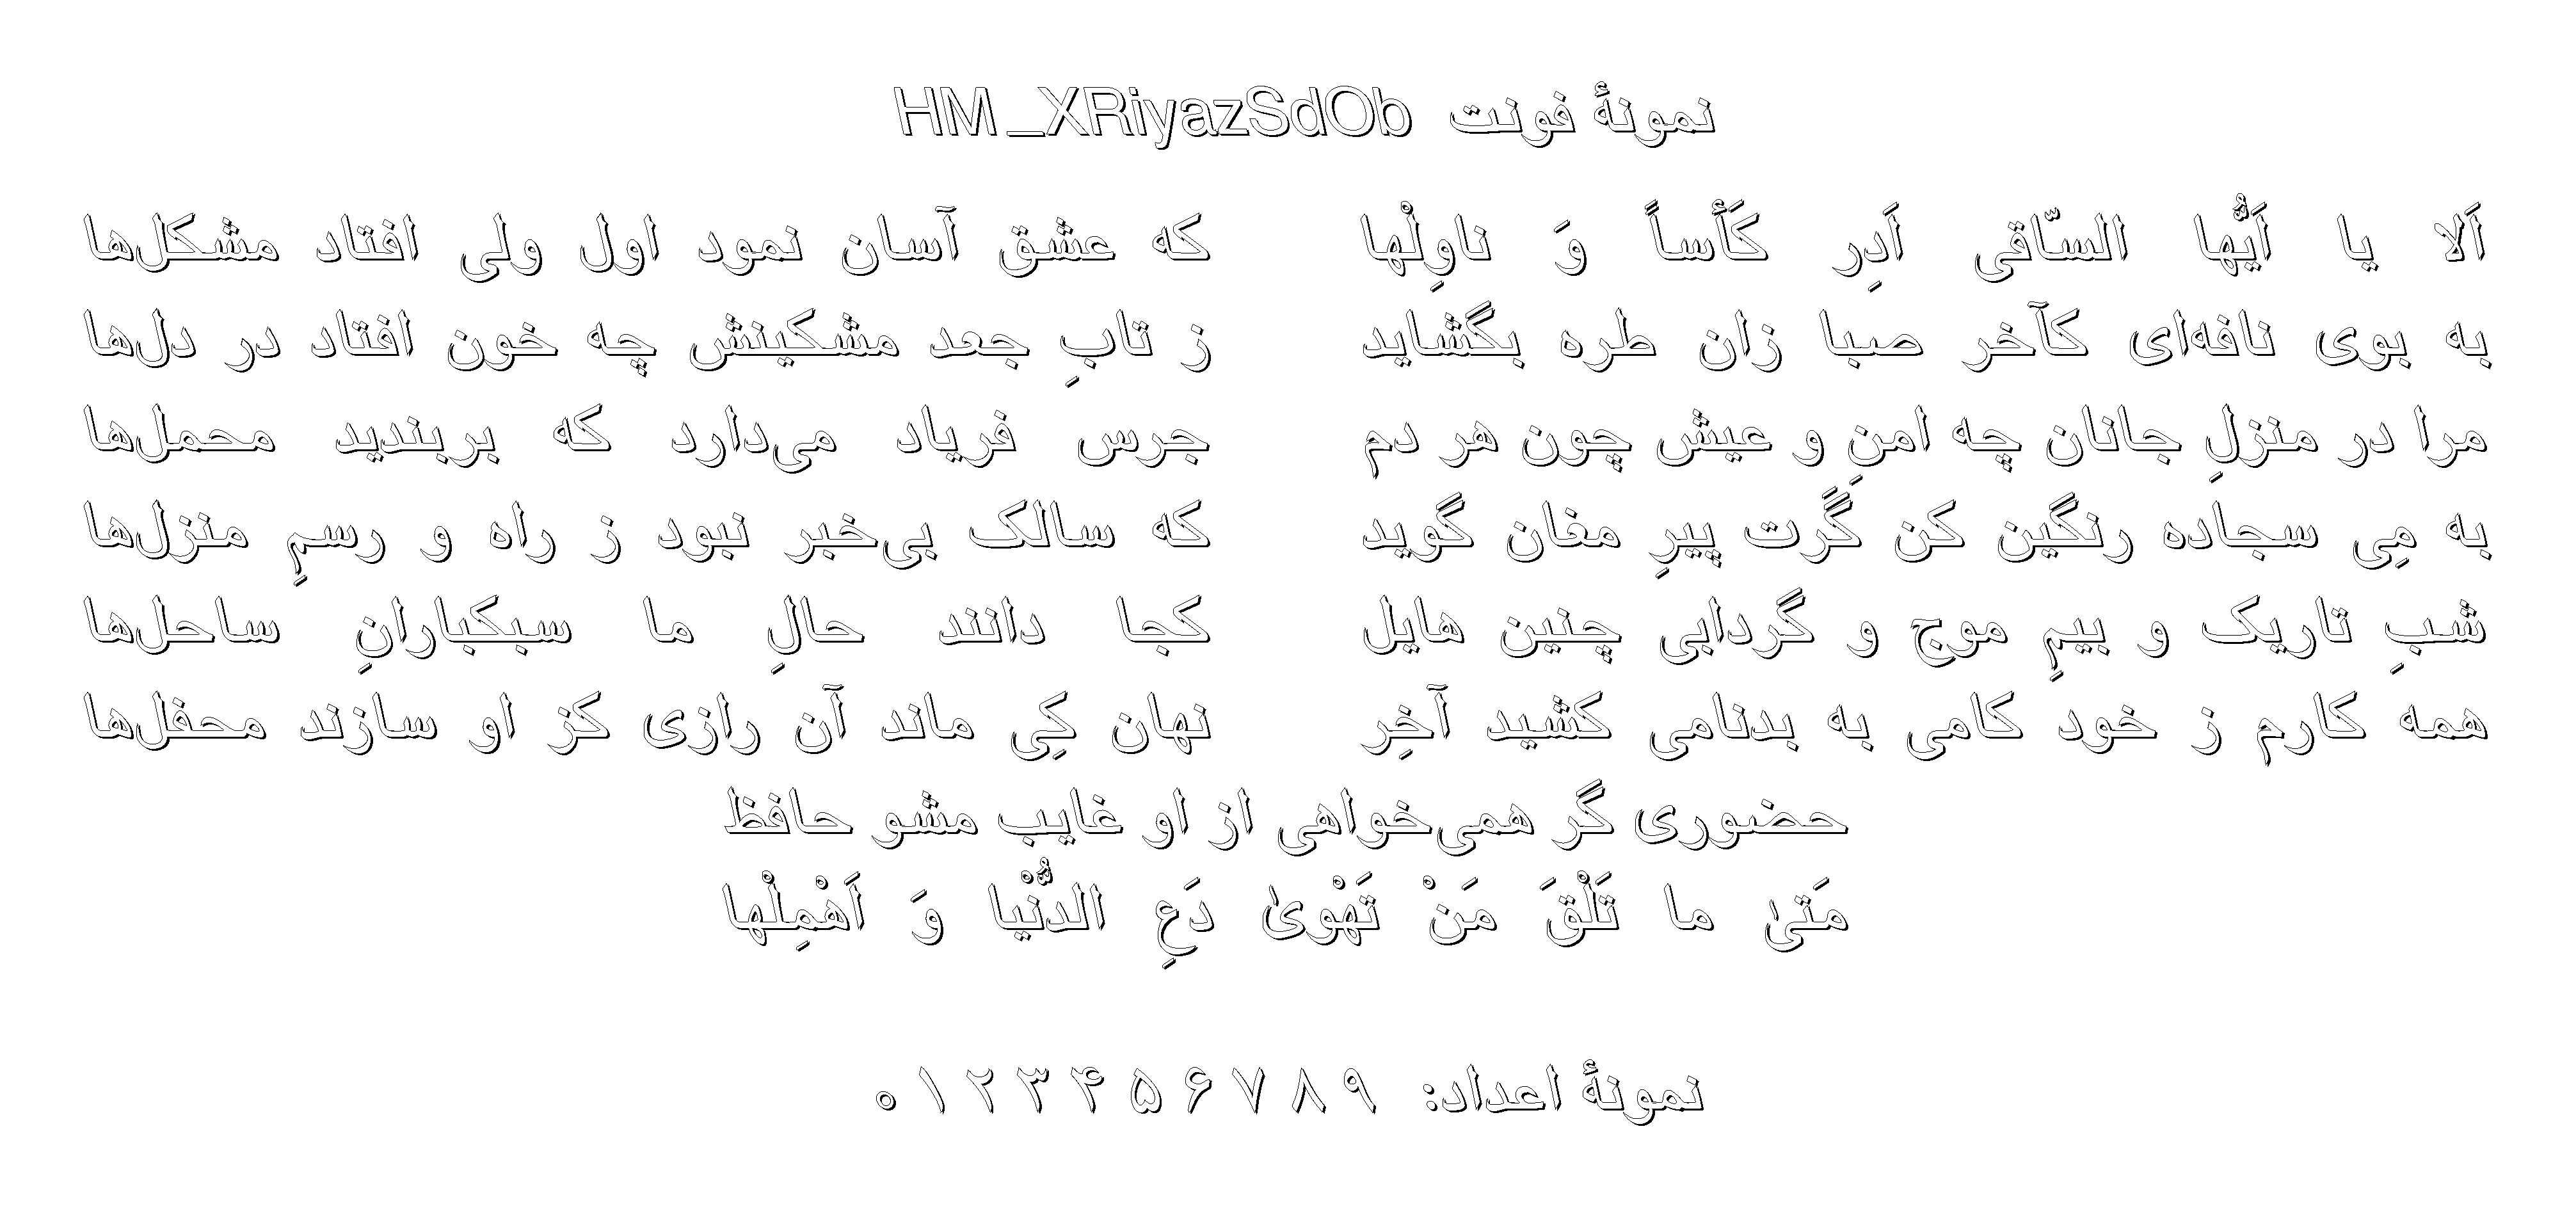 نمونهٔ فونت HM_XRiyazSdOb
اَلا یا اَیُّها السّاقی اَدِر کَأساً وَ ناوِلْها که عشق آسان نمود اول ولی افتاد مشکل‌ها
به بوی نافه‌ای کآخر صبا زان طره بگشاید ز تابِ جعد مشکینش چه خون افتاد در دل‌ها
مرا در منزلِ جانان چه امنِ و عیش چون هر دم جرس فریاد می‌دارد که بربندید محمل‌ها
به مِی سجاده رنگین کن گَرَت پیرِ مغان گوید که سالک بی‌خبر نبود ز راه و رسمِ منزل‌ها
شبِ تاریک و بیمِ موج و گردابی چنین هایل کجا دانند حالِ ما سبکبارانِ ساحل‌ها
همه کارم ز خود کامی به بدنامی کشید آخِر نهان کِی ماند آن رازی کز او سازند محفل‌ها
حضوری گر همی‌خواهی از او غایب مشو حافظ
مَتیٰ ما تَلْقَ مَنْ تَهْویٰ دَعِ الدُّنْیا وَ اَهْمِلْها
نمونهٔ اعداد: ۰ ۱ ۲ ۳ ۴ ۵ ۶ ۷ ۸ ۹